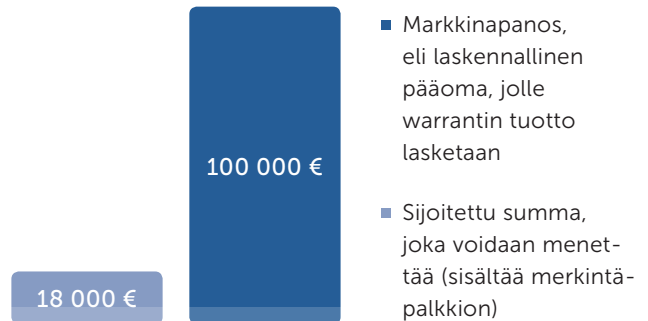 Markkinapanos,
eli laskennallinen
pääoma, jolle
warrantin tuotto
lasketaan
100 000 €
Sijoitettu summa,
joka voidaan menet-
tää (sisältää merkintä-
palkkion)
18 000 €